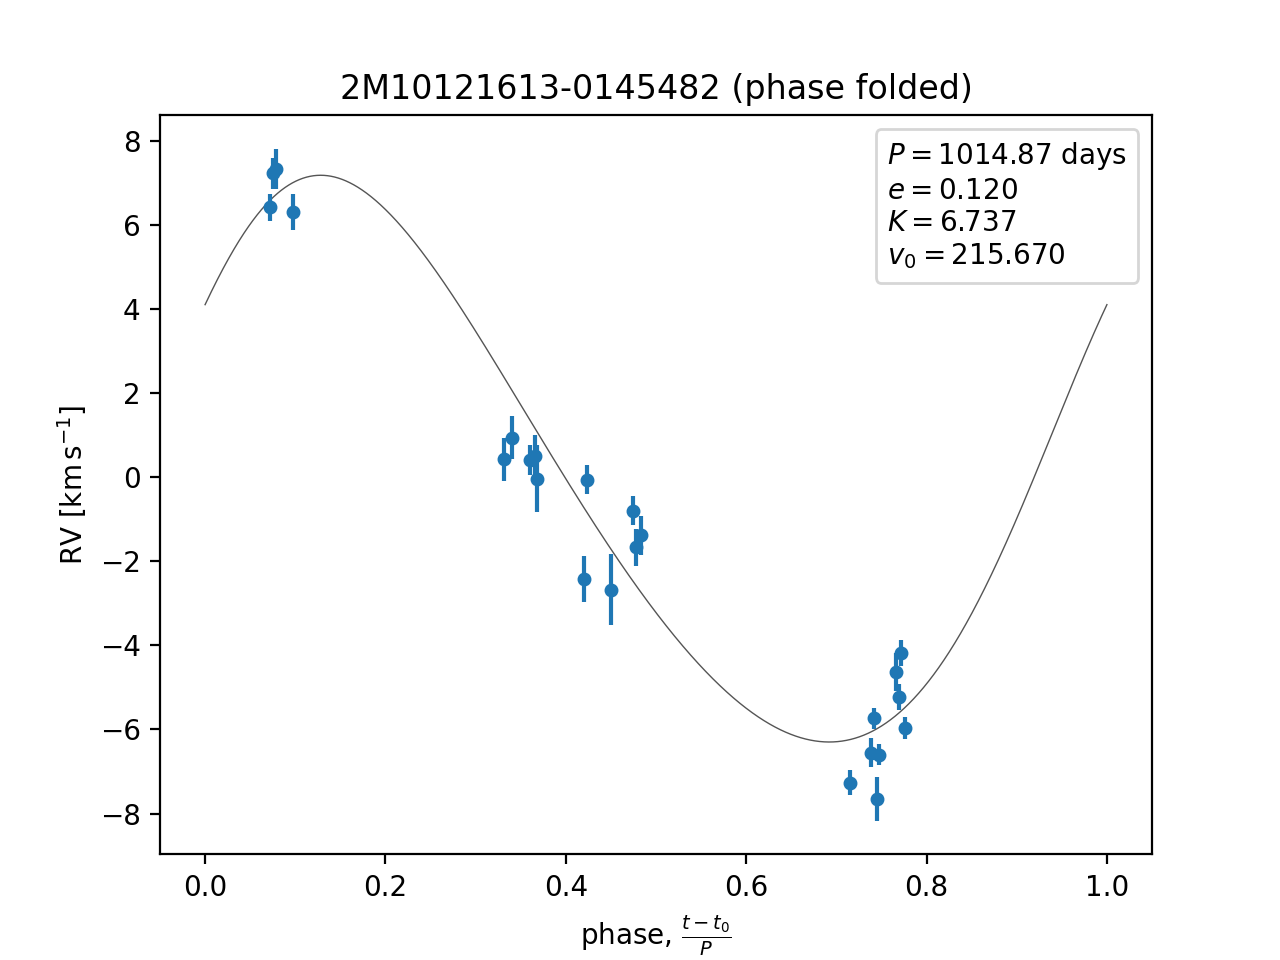 2M10121613-0145482 (phase folded)
P = 1014.87 days
e = 0.120
K = 6.737
v₀ = 215.670
8
6
4
2
0
−2
−4
−6
−8
RV [km s⁻¹]
0.0 0.2 0.4 0.6 0.8 1.0
phase, (t − t₀)/P